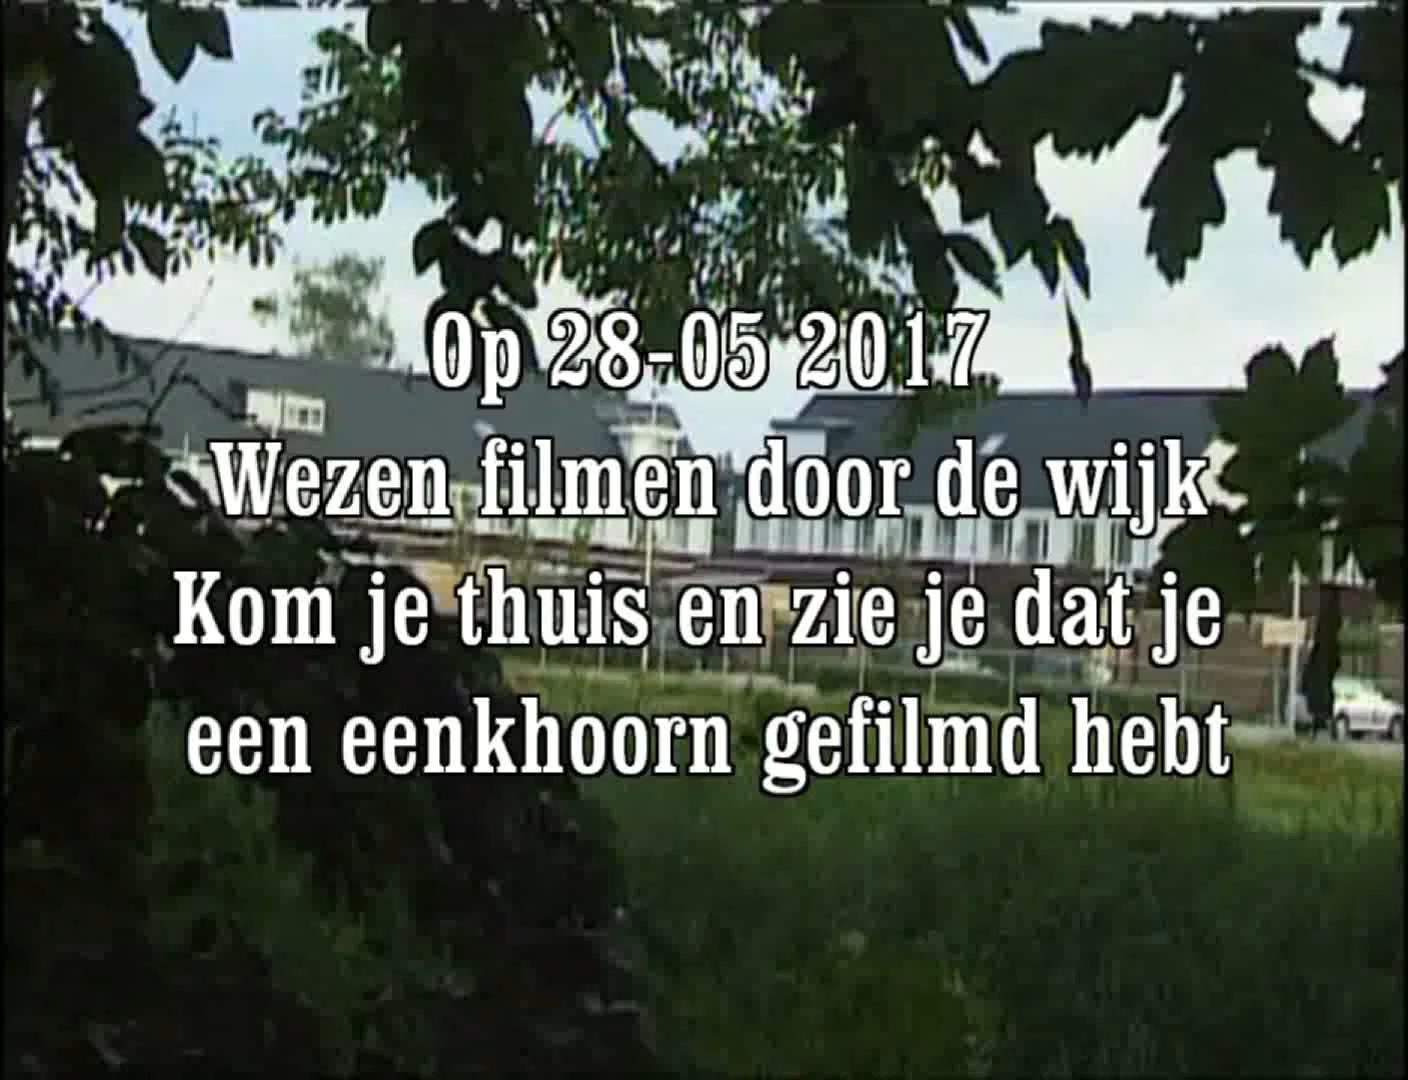 Op 28-05 2017
Wezen filmen door de wijk
Kom je thuis en zie je dat je
een eenkhoorn gefilmd hebt